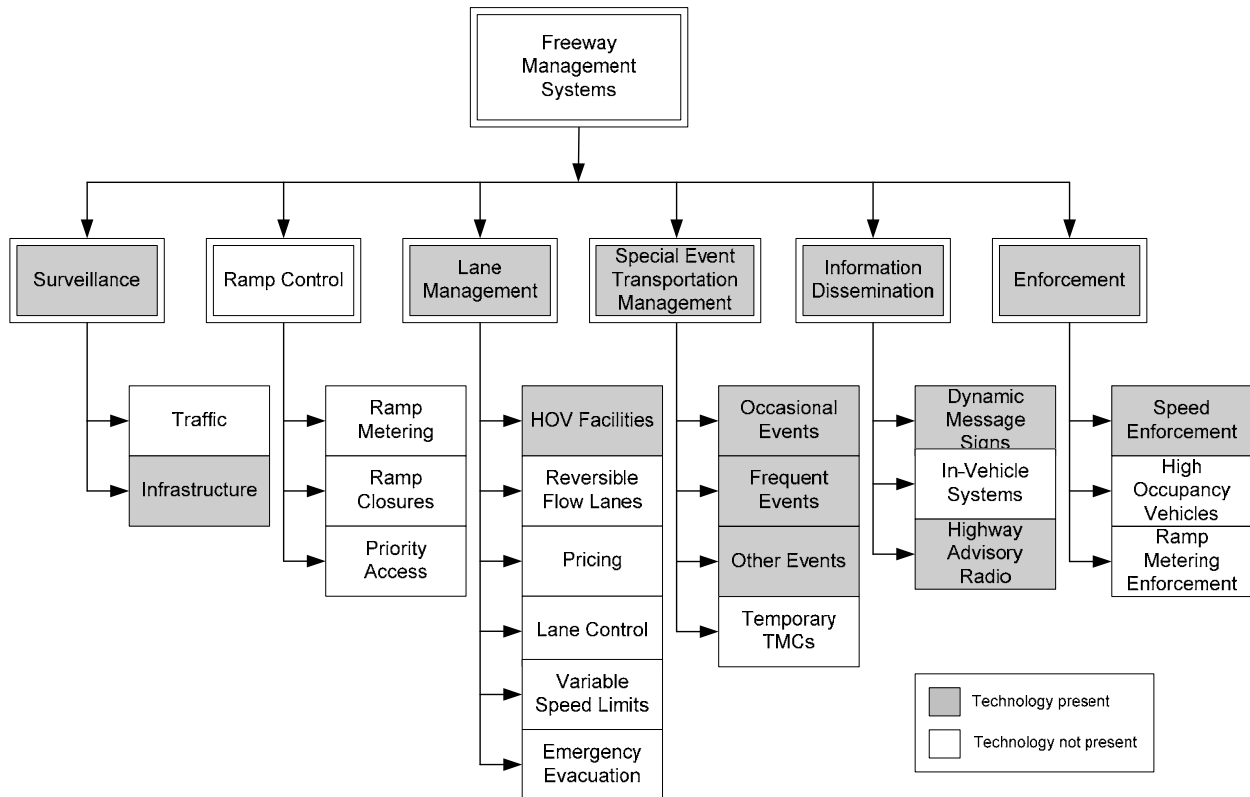 Freeway
Management
Systems
Surveillance
Ramp Control
Lane
Management
Special Event
Transportation
Management
Information
Dissemination
Enforcement
Traffic
Infrastructure
Ramp
Metering
Ramp
Closures
Priority
Access
HOV Facilities
Reversible
Flow Lanes
Pricing
Lane Control
Variable
Speed Limits
Emergency
Evacuation
Occasional
Events
Frequent
Events
Other Events
Temporary
TMCs
Dynamic
Message
Signs
In-Vehicle
Systems
Highway
Advisory
Radio
Speed
Enforcement
High
Occupancy
Vehicles
Ramp
Metering
Enforcement
Technology present
Technology not present